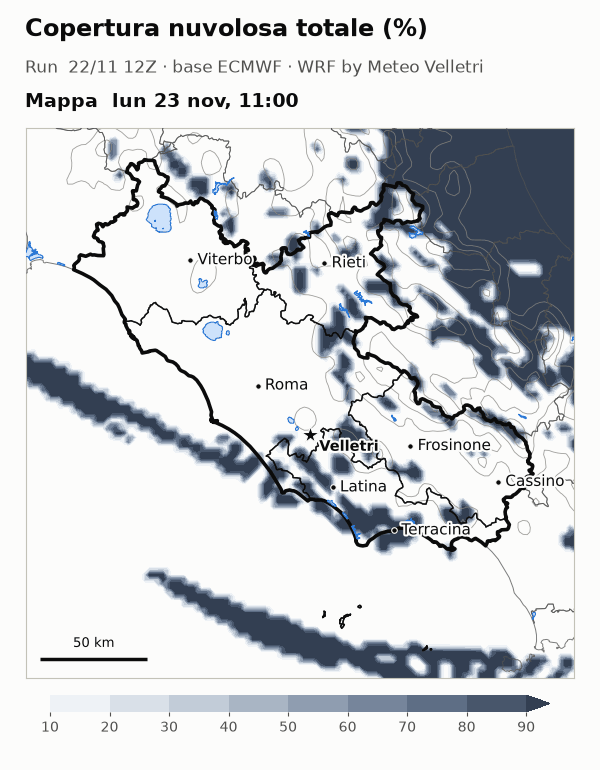 Copertura nuvolosa totale (%)
Run  22/11 12Z · base ECMWF · WRF by Meteo Velletri
Mappa  lun 23 nov, 11:00
Viterbo
Rieti
Roma
Velletri
Frosinone
Latina
Cassino
Terracina
50 km
10 20 30 40 50 60 70 80 90